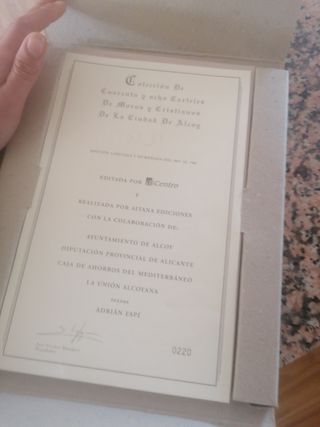 Colección De
Cuarenta y ocho Carteles
De Moros y Cristianos
De La Ciudad De Alcoy
EDITADA POR Centro
Y
REALIZADA POR AITANA EDICIONES
CON LA COLABORACIÓN DE:
AYUNTAMIENTO DE ALCOY
DIPUTACIÓN PROVINCIAL DE ALICANTE
CAJA DE AHORROS DEL MEDITERRÁNEO
LA UNIÓN ALCOYANA
TEXTOS
ADRIÁN ESPÍ
0220